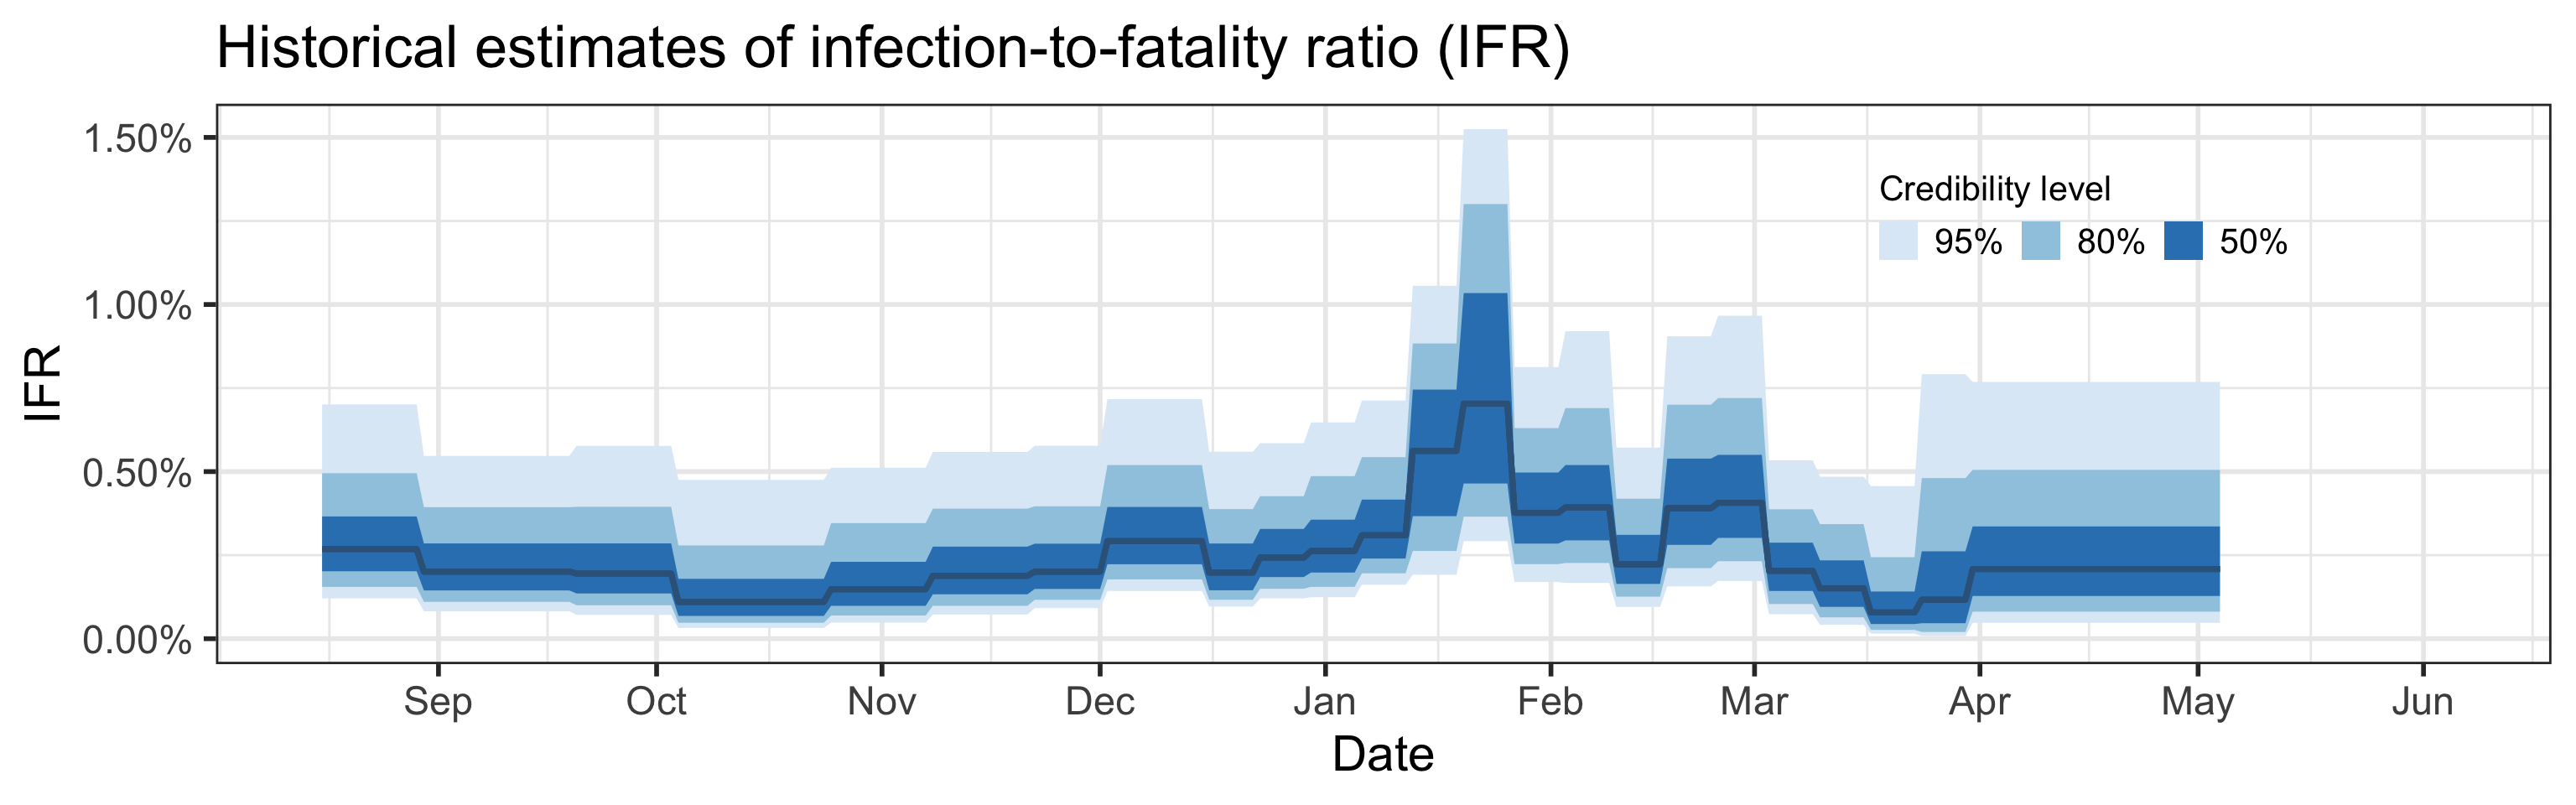 Historical estimates of infection-to-fatality ratio (IFR)
1.50%
1.00%
0.50%
0.00%
IFR
Credibility level
95% 80% 50%
Sep Oct Nov Dec Jan Feb Mar Apr May Jun
Date